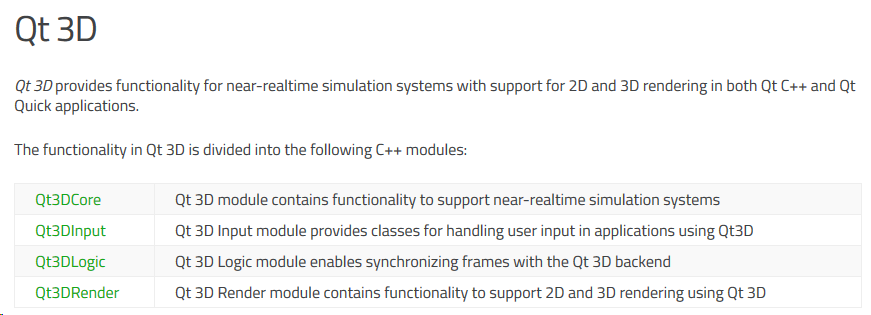 Qt 3D
Qt 3D provides functionality for near-realtime simulation systems with support for 2D and 3D rendering in both Qt C++ and Qt
Quick applications.
The functionality in Qt 3D is divided into the following C++ modules:
Qt3DCore Qt 3D module contains functionality to support near-realtime simulation systems
Qt3DInput Qt 3D Input module provides classes for handling user input in applications using Qt3D
Qt3DLogic Qt 3D Logic module enables synchronizing frames with the Qt 3D backend
Qt3DRender Qt 3D Render module contains functionality to support 2D and 3D rendering using Qt 3D